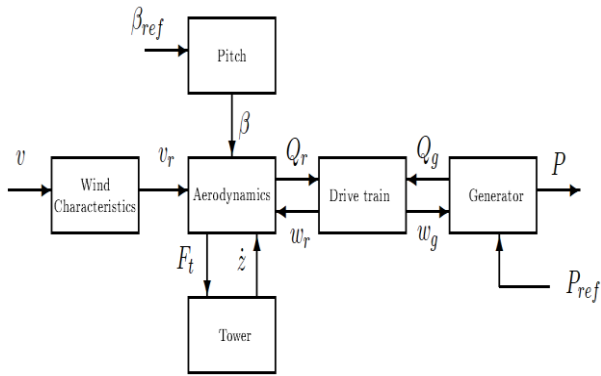 β_ref
Pitch
β
v
Wind
Characteristics
v_r
Aerodynamics
Q_r
w_r
Drive train
Q_g
w_g
Generator
P
F_t
ż
P_ref
Tower